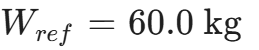 W_ref = 60.0 kg